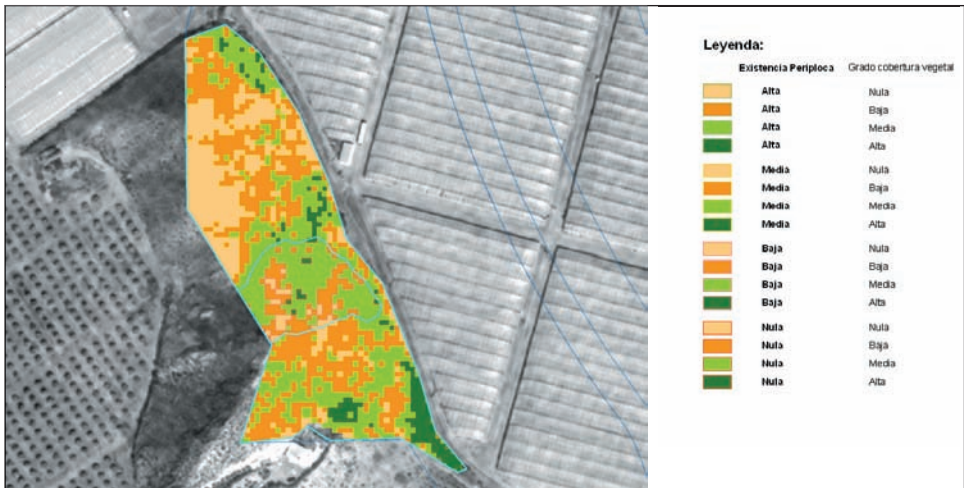 Leyenda:
Existencia Periploca Grado cobertura vegetal
Alta Nula
Alta Baja
Alta Media
Alta Alta
Media Nula
Media Baja
Media Media
Media Alta
Baja Nula
Baja Baja
Baja Media
Baja Alta
Nula Nula
Nula Baja
Nula Media
Nula Alta